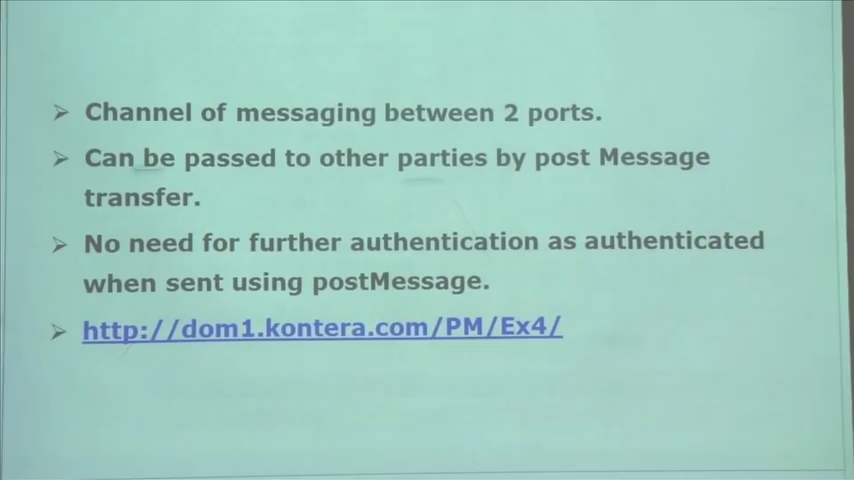 ➢ Channel of messaging between 2 ports.
➢ Can be passed to other parties by post Message
transfer.
➢ No need for further authentication as authenticated
when sent using postMessage.
➢ http://dom1.kontera.com/PM/Ex4/